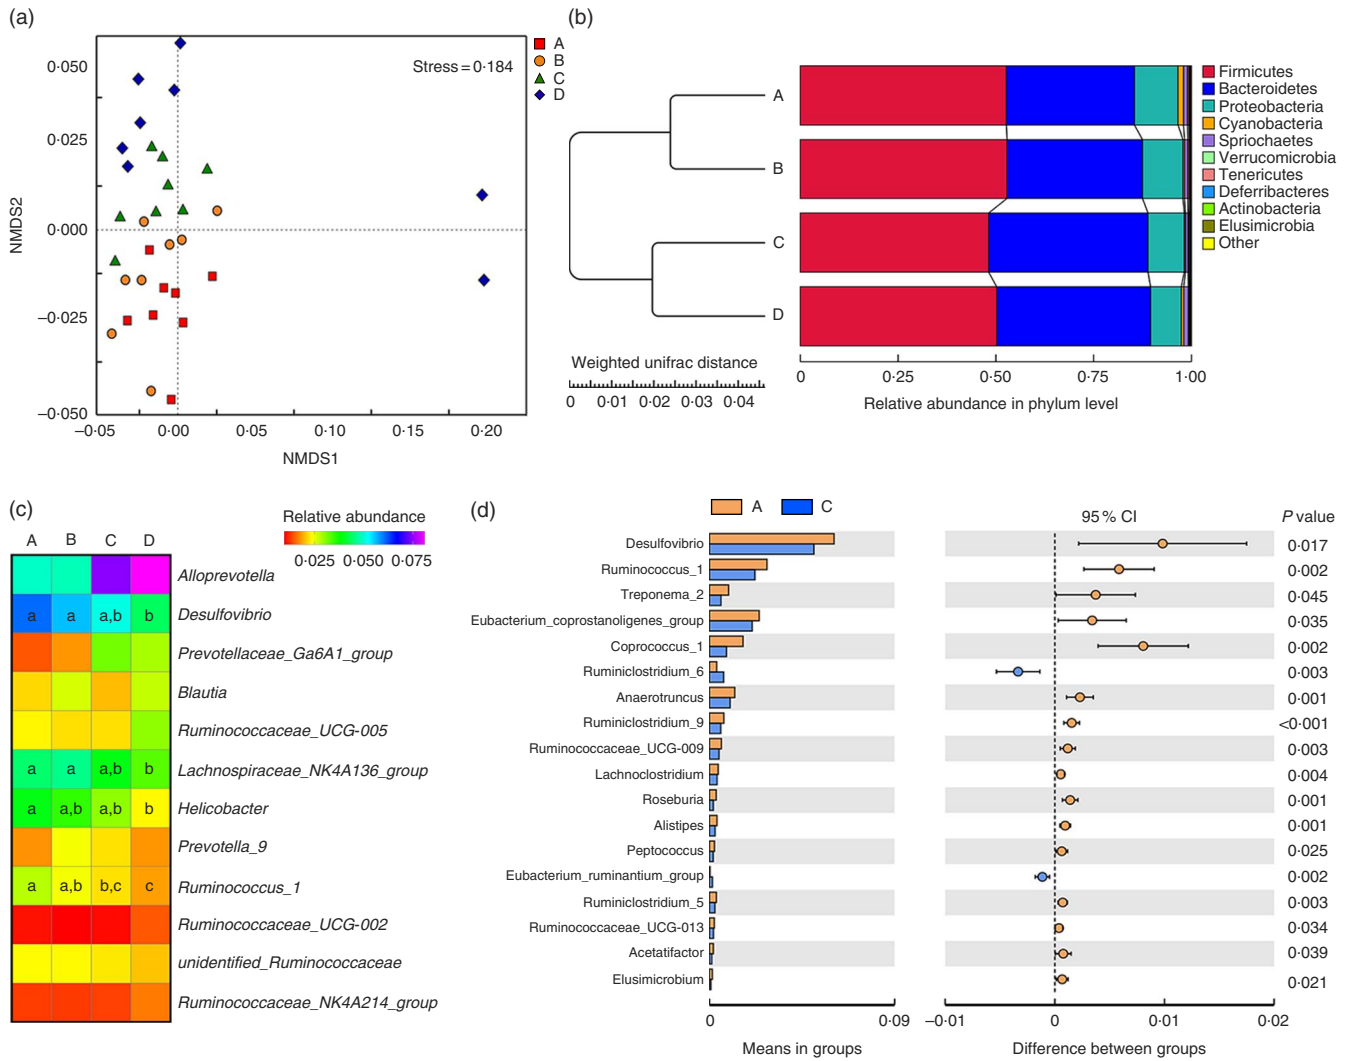 (a)
Stress = 0·184
A
B
C
D
NMDS2
0·050
0·025
0·000
−0·025
−0·050
−0·05
0·00
0·05
0·10
0·15
0·20
NMDS1
(b)
A
B
C
D
Weighted unifrac distance
0
0·01
0·02
0·03
0·04
0
0·25
0·50
0·75
1·00
Relative abundance in phylum level
Firmicutes
Bacteroidetes
Proteobacteria
Cyanobacteria
Spriochaetes
Verrucomicrobia
Tenericutes
Deferribacteres
Actinobacteria
Elusimicrobia
Other
(c)
Relative abundance
0·025 0·050 0·075
A B C D
Alloprevotella
a a a,b b Desulfovibrio
Prevotellaceae_Ga6A1_group
Blautia
Ruminococcaceae_UCG-005
a a a,b b Lachnospiraceae_NK4A136_group
a a,b a,b b Helicobacter
Prevotella_9
a a,b b,c c Ruminococcus_1
Ruminococcaceae_UCG-002
unidentified_Ruminococcaceae
Ruminococcaceae_NK4A214_group
(d)
A C
95 % CI
P value
Desulfovibrio 0·017
Ruminococcus_1 0·002
Treponema_2 0·045
Eubacterium_coprostanoligenes_group 0·035
Coprococcus_1 0·002
Ruminiclostridium_6 0·003
Anaerotruncus 0·001
Ruminiclostridium_9 <0·001
Ruminococcaceae_UCG-009 0·003
Lachnoclostridium 0·004
Roseburia 0·001
Alistipes 0·001
Peptococcus 0·025
Eubacterium_ruminantium_group 0·002
Ruminiclostridium_5 0·003
Ruminococcaceae_UCG-013 0·034
Acetatifactor 0·039
Elusimicrobium 0·021
0 0·09
−0·01 0 0·01 0·02
Means in groups
Difference between groups